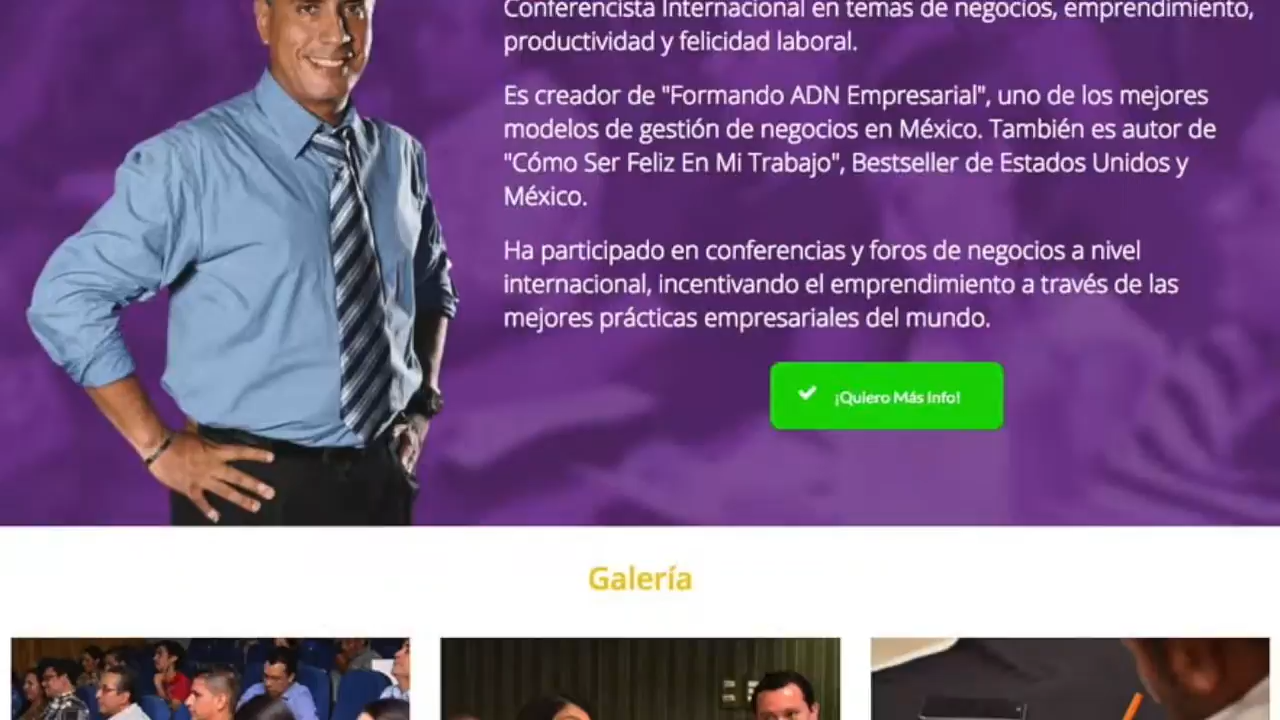 Conferencista Internacional en temas de negocios, emprendimiento,
productividad y felicidad laboral.
Es creador de "Formando ADN Empresarial", uno de los mejores
modelos de gestión de negocios en México. También es autor de
"Cómo Ser Feliz En Mi Trabajo", Bestseller de Estados Unidos y
México.
Ha participado en conferencias y foros de negocios a nivel
internacional, incentivando el emprendimiento a través de las
mejores prácticas empresariales del mundo.
¡Quiero Más Info!
Galería